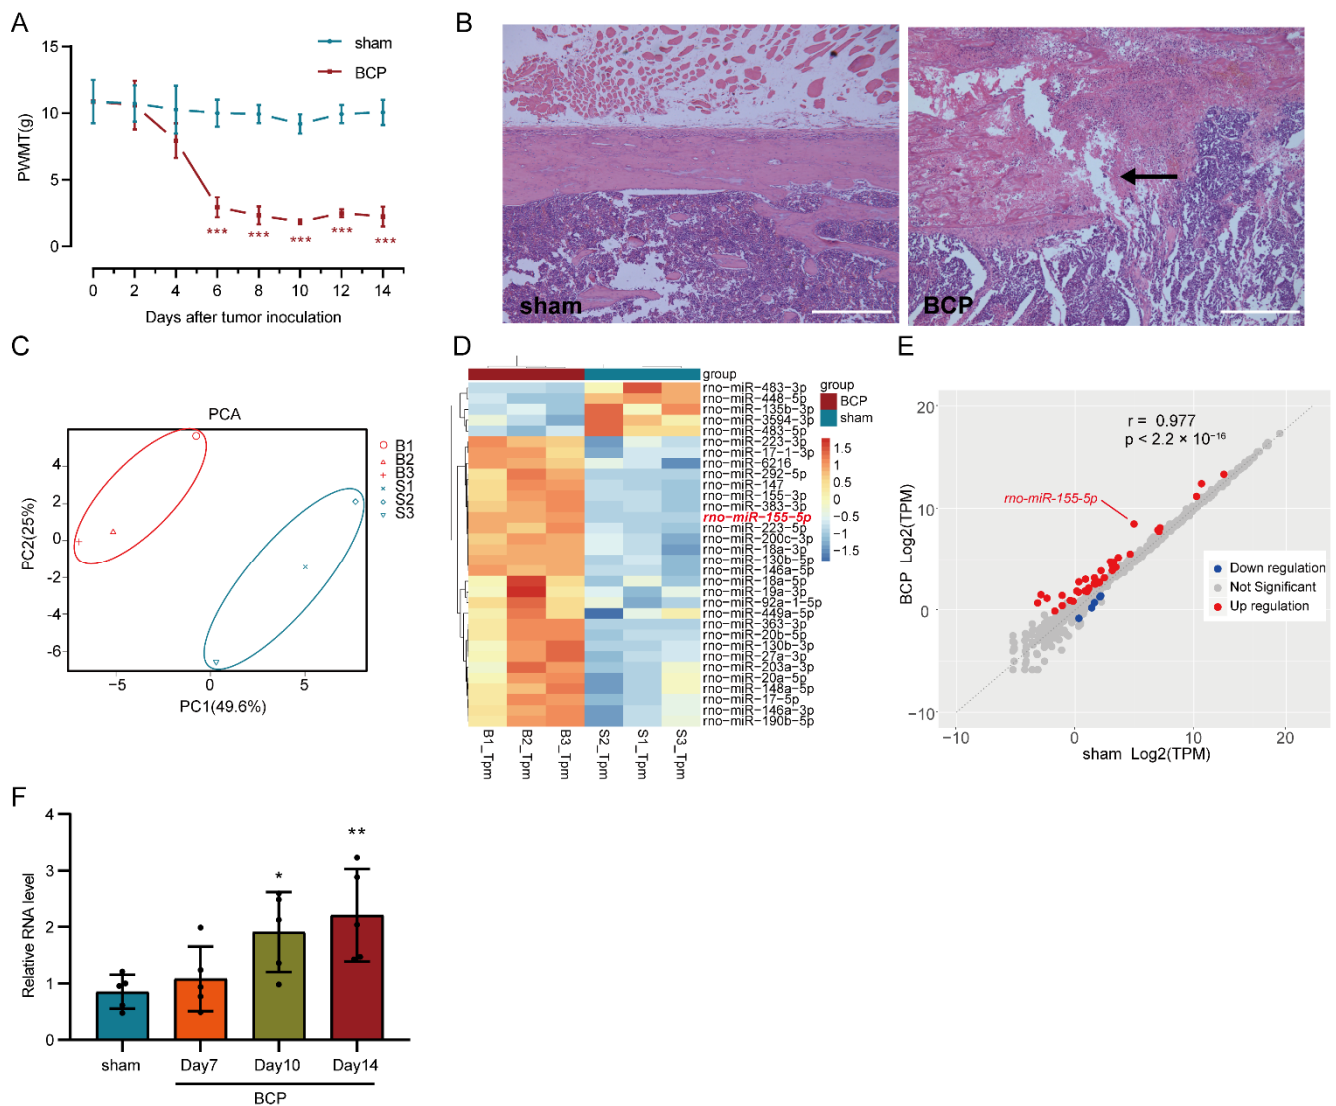 A
sham
BCP
15
10
5
0
PWMT(g)
***
***
***
***
***
0 2 4 6 8 10 12 14
Days after tumor inoculation
B
sham
BCP
C
PCA
4
2
0
-2
-4
-6
PC2(25%)
−5 0 5
PC1(49.6%)
B1
B2
B3
S1
S2
S3
D
group
rno-miR-483-3p
rno-miR-448-5p
rno-miR-135b-3p
rno-miR-3594-3p
rno-miR-483-5p
rno-miR-223-3p
rno-miR-17-1-3p
rno-miR-6216
rno-miR-292-5p
rno-miR-147
rno-miR-155-3p
rno-miR-383-3p
rno-miR-155-5p
rno-miR-223-5p
rno-miR-200c-3p
rno-miR-18a-3p
rno-miR-130b-5p
rno-miR-146a-5p
rno-miR-18a-5p
rno-miR-19a-3p
rno-miR-92a-1-5p
rno-miR-449a-5p
rno-miR-363-3p
rno-miR-20b-5p
rno-miR-130b-3p
rno-miR-27a-3p
rno-miR-203a-3p
rno-miR-20a-5p
rno-miR-148a-5p
rno-miR-17-5p
rno-miR-146a-3p
rno-miR-190b-5p
B1_Tpm
B2_Tpm
B3_Tpm
S2_Tpm
S1_Tpm
S3_Tpm
group
BCP
sham
1.5
1
0.5
0
−0.5
−1
−1.5
E
20
10
0
−10
BCP Log2(TPM)
r = 0.977
p < 2.2 × 10⁻¹⁶
rno-miR-155-5p
Down regulation
Not Significant
Up regulation
−10 0 10 20
sham Log2(TPM)
F
4
3
2
1
0
Relative RNA level
*
**
sham Day7 Day10 Day14
BCP